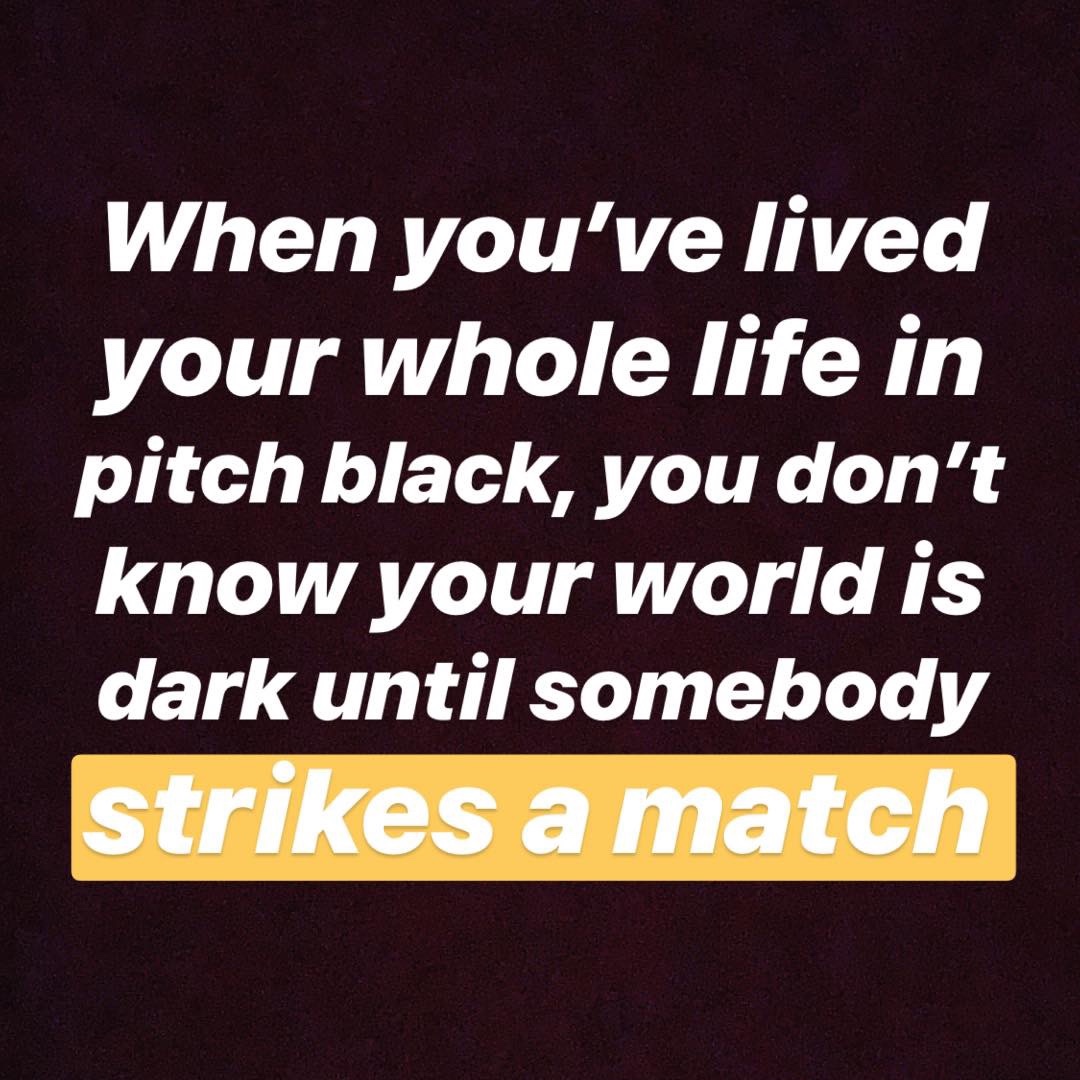 When you’ve lived
your whole life in
pitch black, you don’t
know your world is
dark until somebody
strikes a match